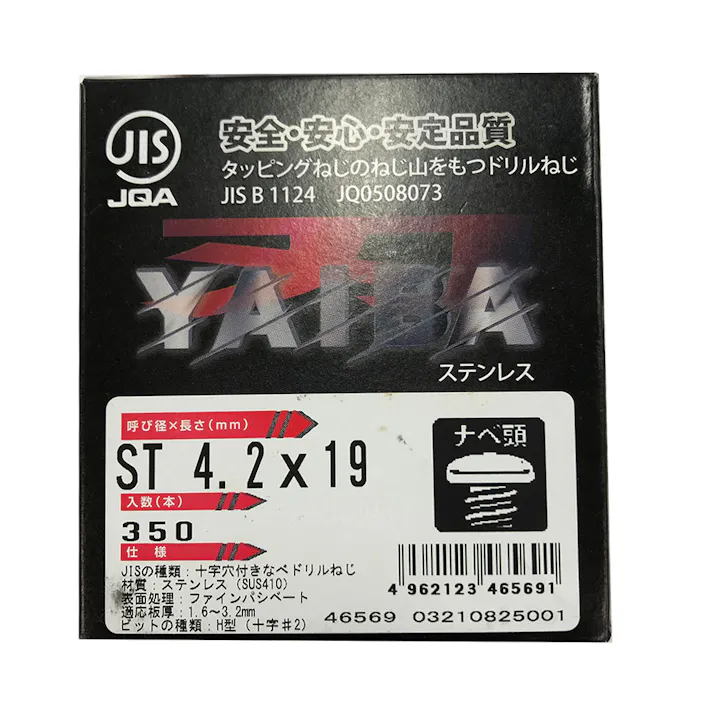 JIS
JQA
安全・安心・安定品質
タッピングねじのねじ山をもつドリルねじ
JIS B 1124 JQ0508073
YAIBA
ステンレス
呼び径×長さ(mm)
ST 4.2x19
入数(本)
350
仕様
ナベ頭
JISの種類:十字穴付きなべドリルねじ
材質:ステンレス(SUS410)
表面処理:ファインパシベート
適応板厚:1.6～3.2mm
ビットの種類:H型(十字#2)
4 962123 465691
46569 03210825001